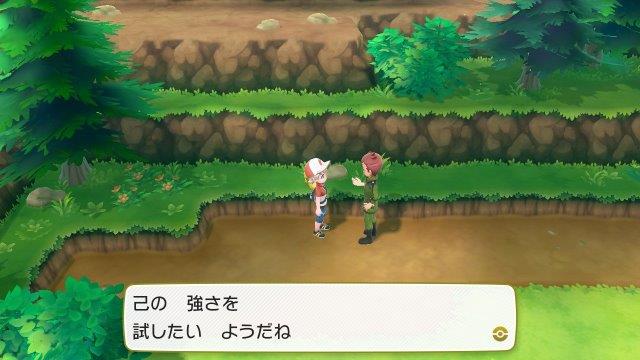 己の　強さを
試したい　ようだね